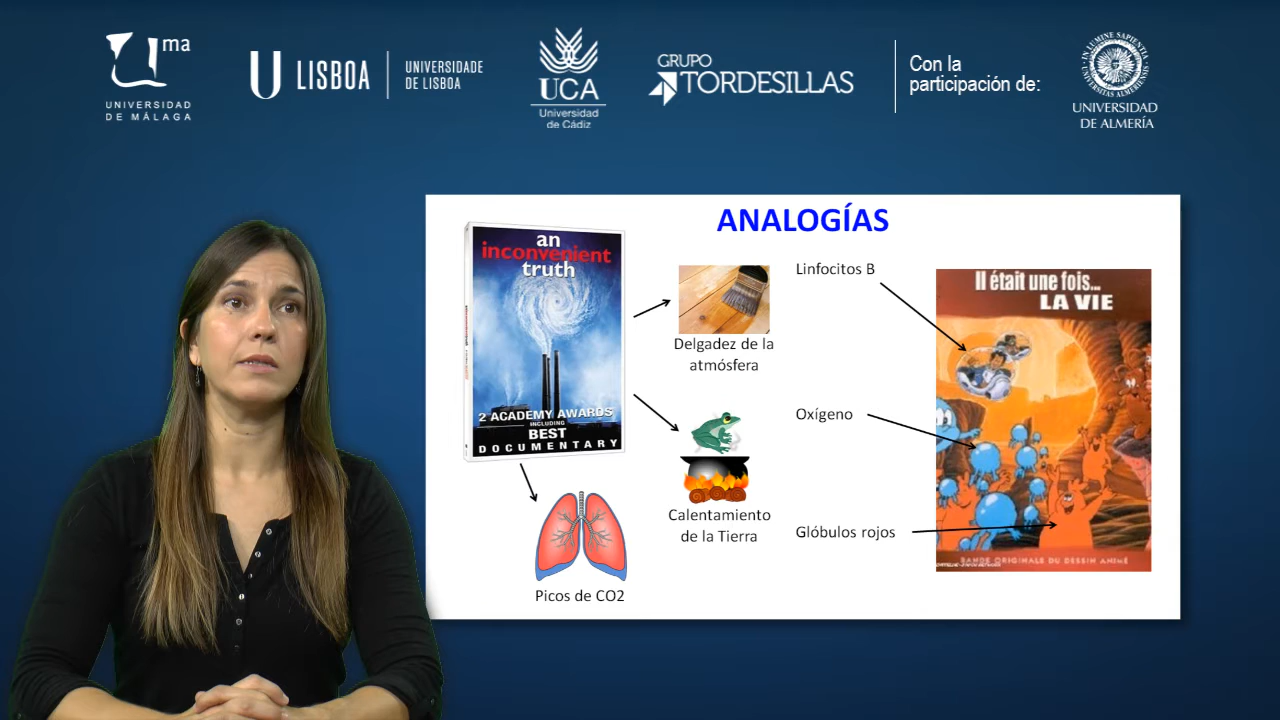 ma
UNIVERSIDAD
DE MÁLAGA
U LISBOA
UNIVERSIDADE
DE LISBOA
UCA
Universidad
de Cádiz
GRUPO
TORDESILLAS
Con la
participación de:
UNIVERSIDAD
DE ALMERÍA
ANALOGÍAS
an
inconvenient
truth
2 ACADEMY AWARDS
INCLUDING
BEST
DOCUMENTARY
Delgadez de la
atmósfera
Calentamiento
de la Tierra
Picos de CO2
Linfocitos B
Oxígeno
Glóbulos rojos
Il était une fois...
LA VIE
BANDE ORIGINALE DU DESSIN ANIMÉ